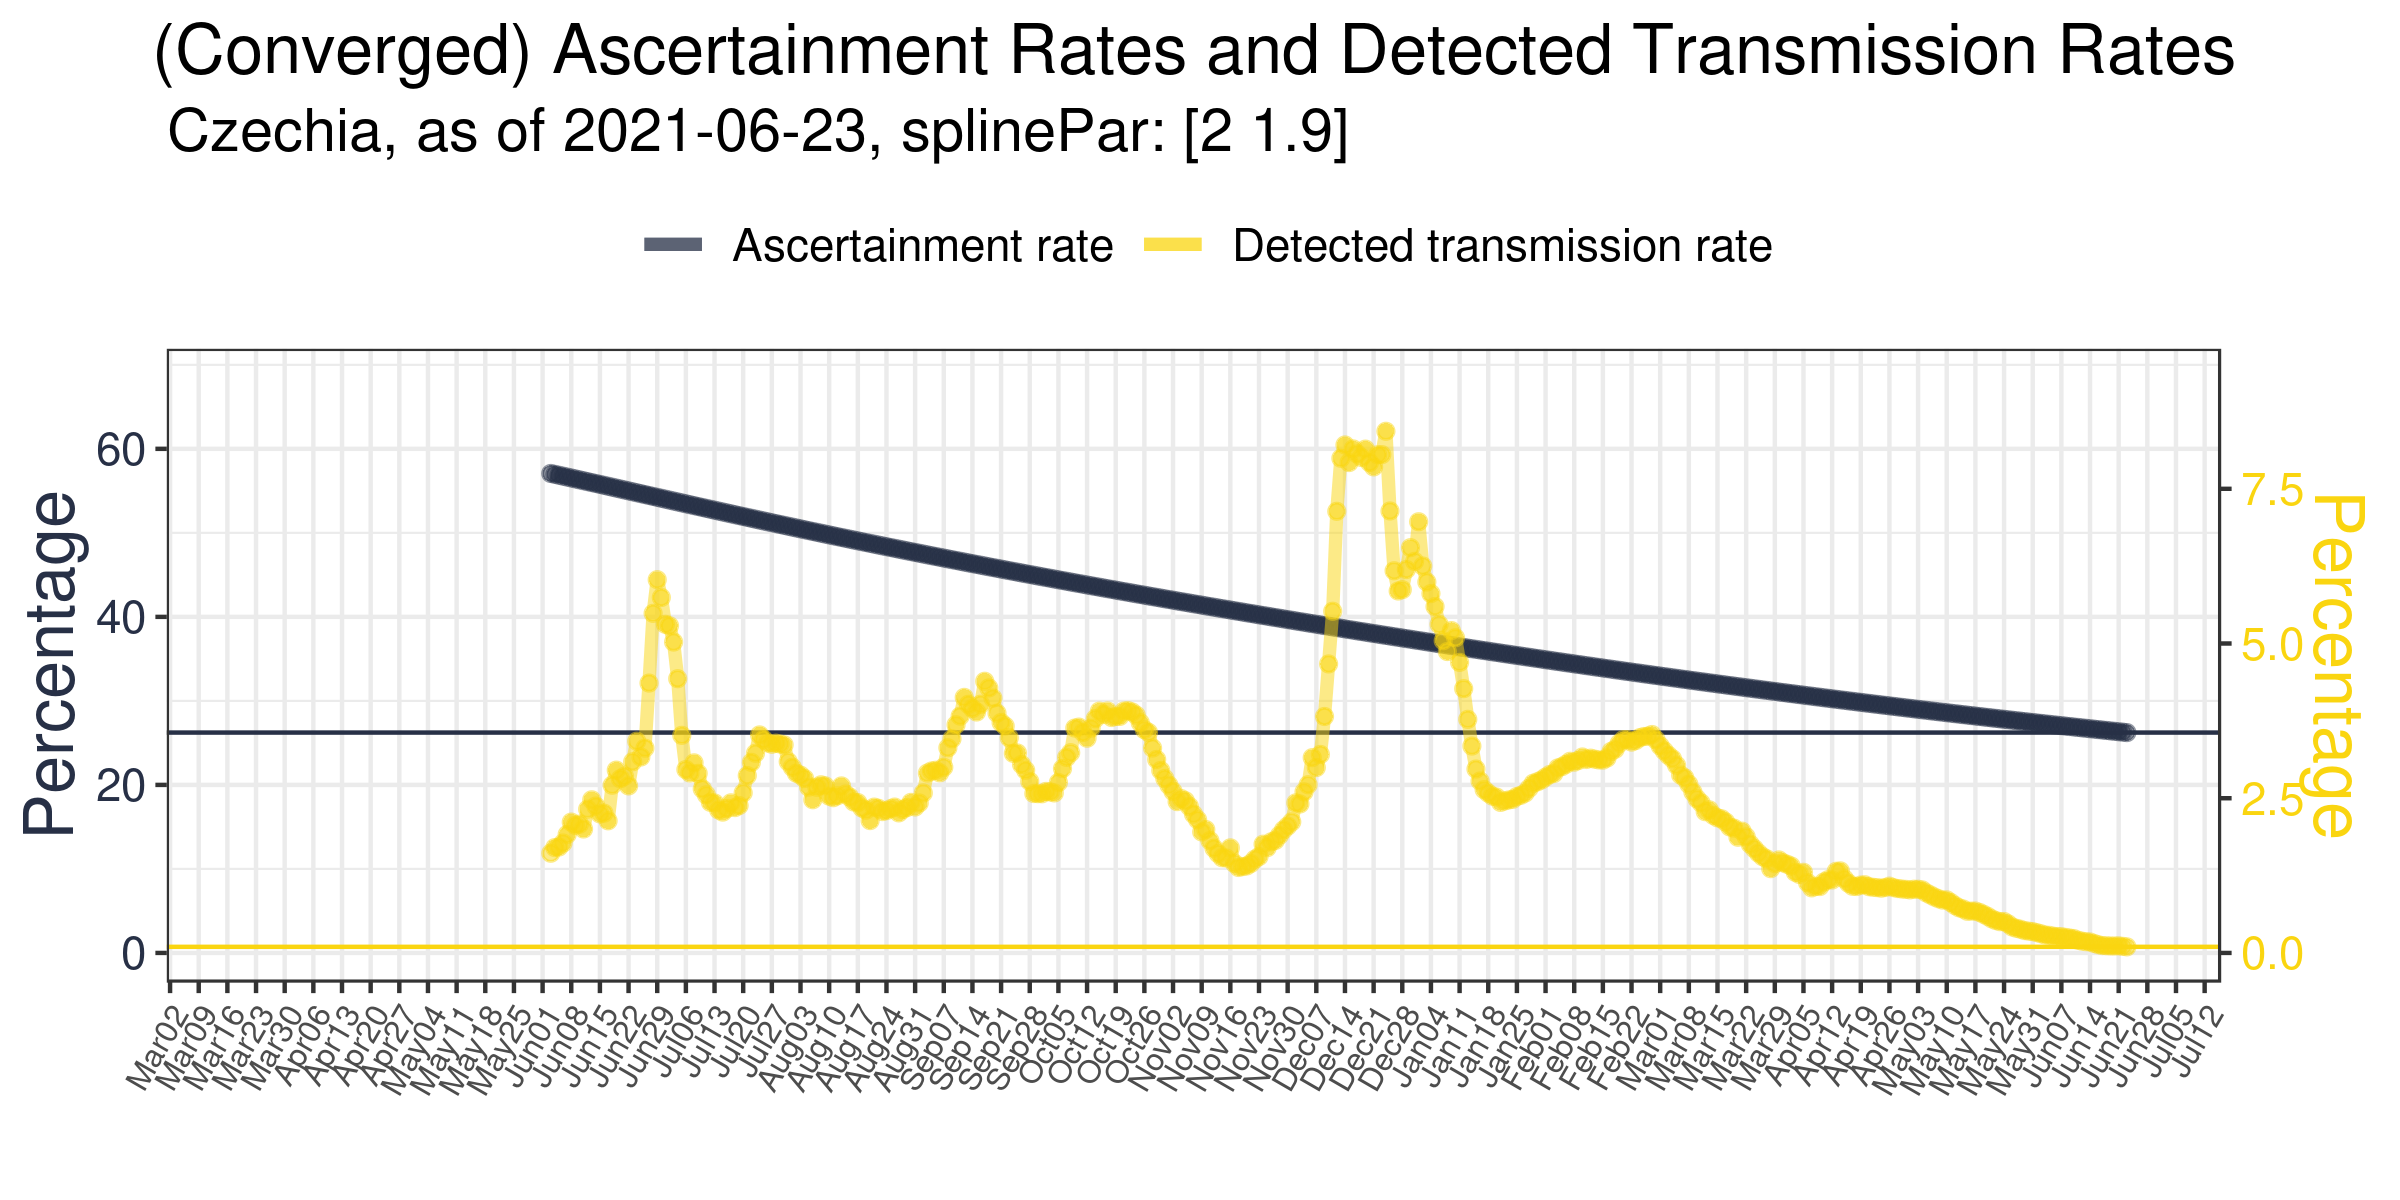 (Converged) Ascertainment Rates and Detected Transmission Rates
Czechia, as of 2021-06-23, splinePar: [2 1.9]
Ascertainment rate
Detected transmission rate
Percentage
60
40
20
0
7.5
5.0
2.5
0.0
Percentage
Mar02
Mar09
Mar16
Mar23
Mar30
Apr06
Apr13
Apr20
Apr27
May04
May11
May18
May25
Jun01
Jun08
Jun15
Jun22
Jun29
Jul06
Jul13
Jul20
Jul27
Aug03
Aug10
Aug17
Aug24
Aug31
Sep07
Sep14
Sep21
Sep28
Oct05
Oct12
Oct19
Oct26
Nov02
Nov09
Nov16
Nov23
Nov30
Dec07
Dec14
Dec21
Dec28
Jan04
Jan11
Jan18
Jan25
Feb01
Feb08
Feb15
Feb22
Mar01
Mar08
Mar15
Mar22
Mar29
Apr05
Apr12
Apr19
Apr26
May03
May10
May17
May24
May31
Jun07
Jun14
Jun21
Jun28
Jul05
Jul12